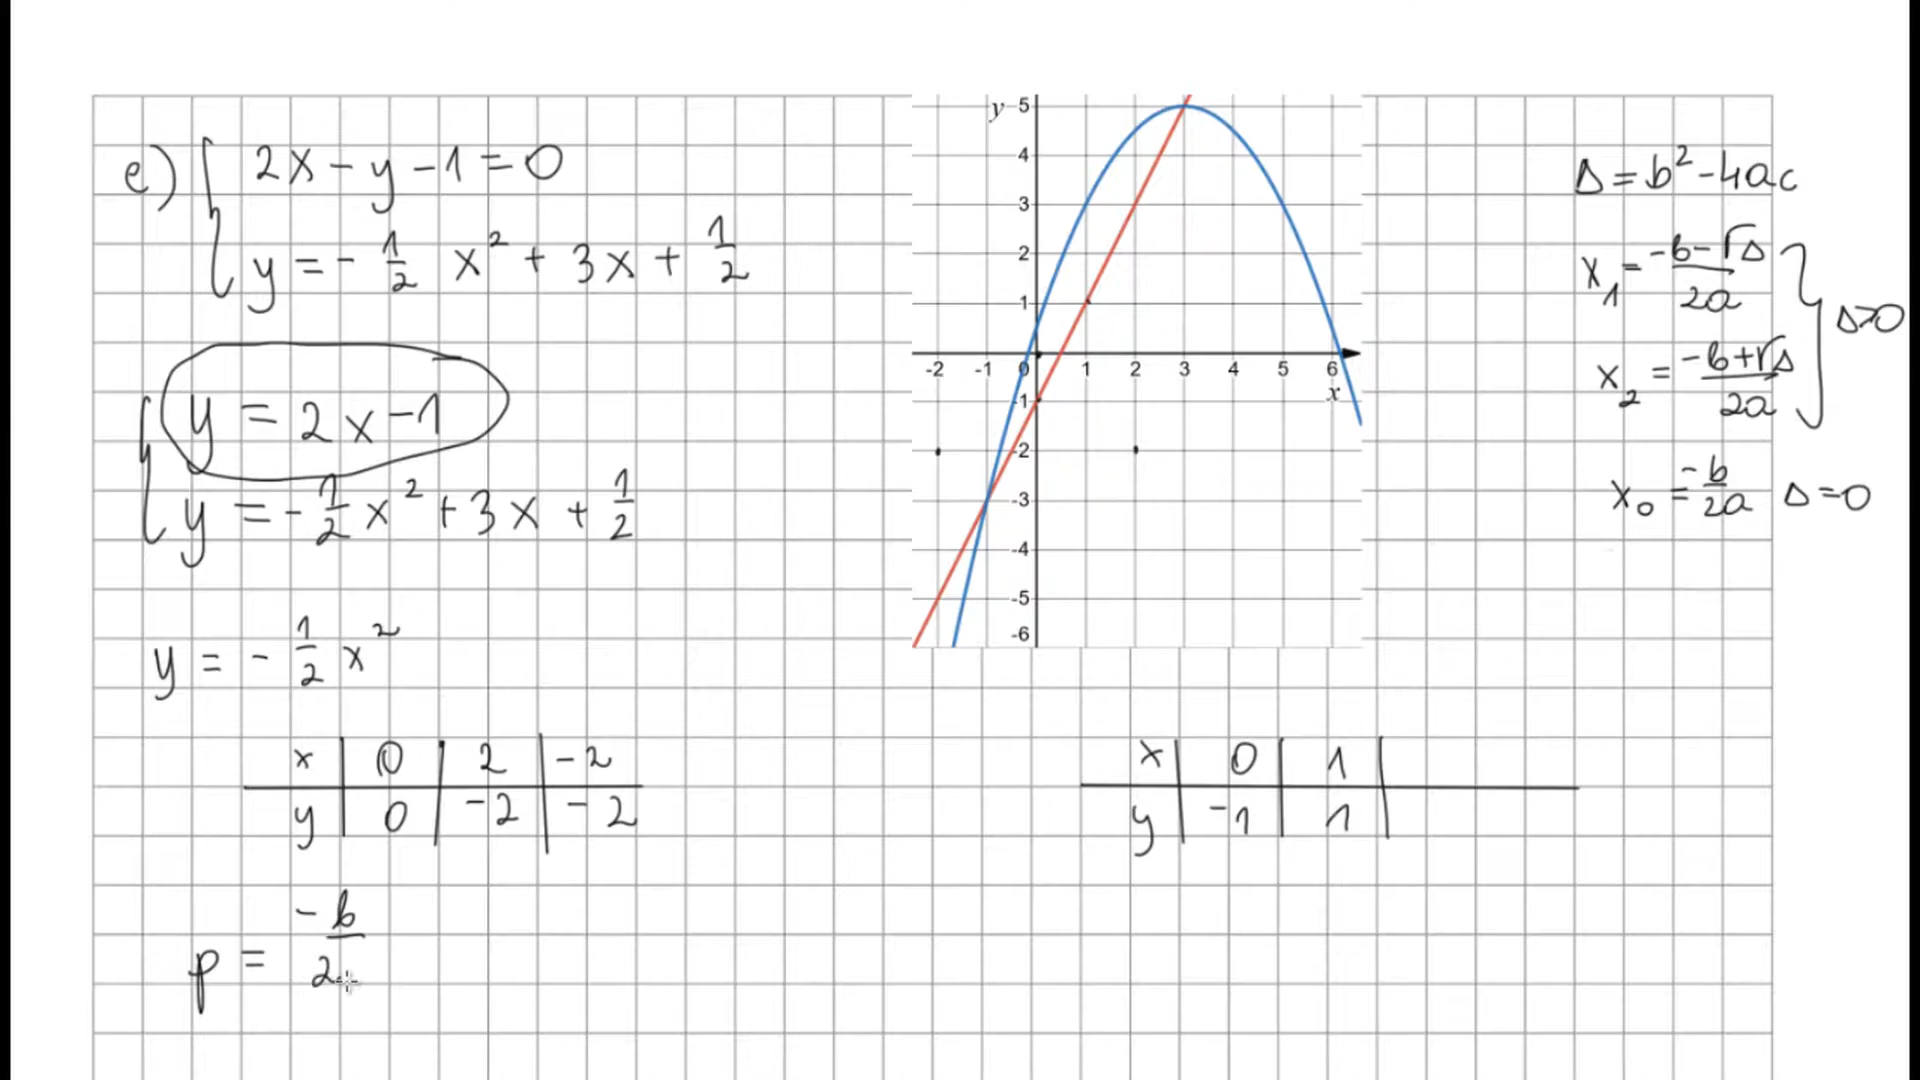 e) { 2x - y - 1 = 0
y = - 1/2 x² + 3x + 1/2
{ y = 2x - 1
y = - 1/2 x² + 3x + 1/2
y = - 1/2 x²
x | 0 | 2 | -2
y | 0 | -2 | -2
p = -b/2
y
5
4
3
2
1
-2 -1 0 1 2 3 4 5 6
x
-1
-2
-3
-4
-5
-6
x | 0 | 1 |
y | -1 | 1 |
Δ = b² - 4ac
x₁ = (-b - √Δ)/2a
x₂ = (-b + √Δ)/2a } Δ>0
x₀ = -b/2a Δ = 0